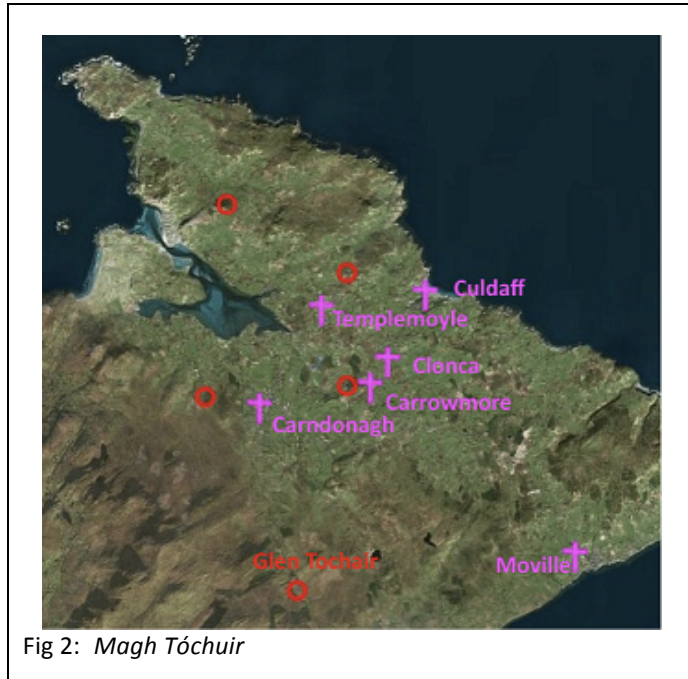 Culdaff
Templemoyle
Clonca
Carrowmore
Carndonagh
Glen Tochair
Moville
Fig 2: Magh Tóchuir